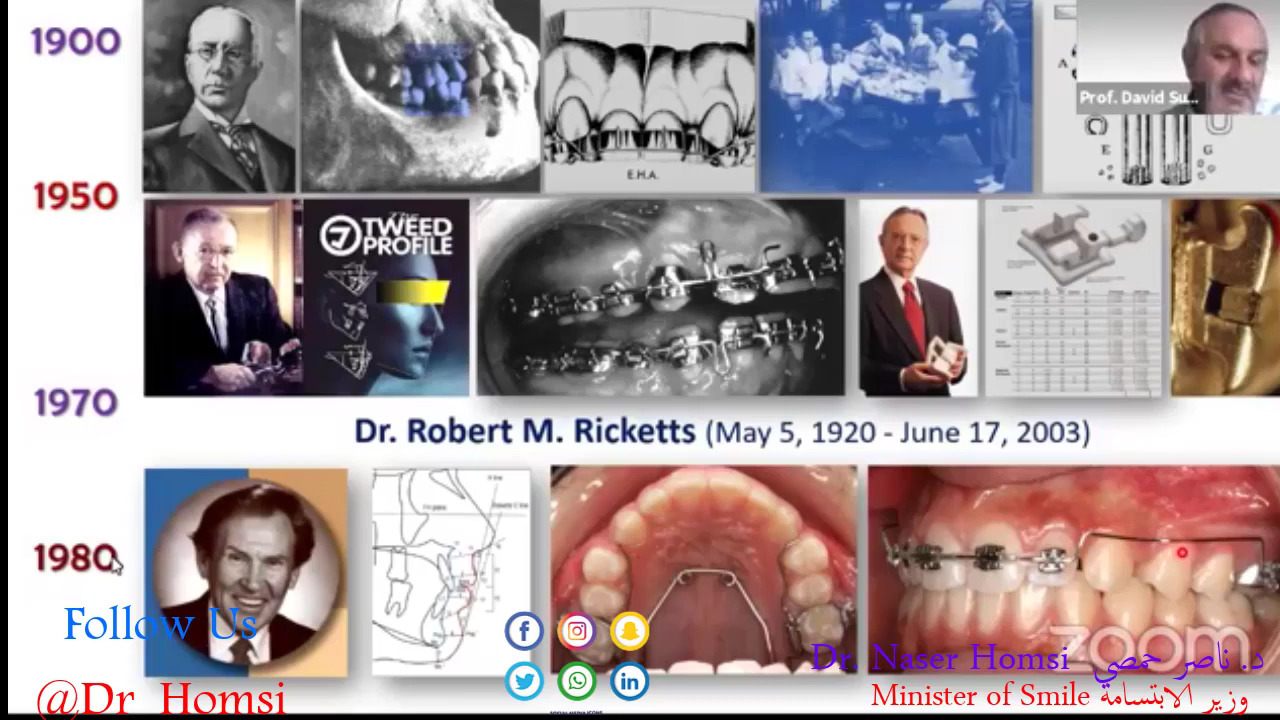 1900
Prof. David Su...
A
E.H.A.
E G
1950
7 TWEED
PROFILE
1970
Dr. Robert M. Ricketts (May 5, 1920 - June 17, 2003)
1980
Follow Us
zoom
Dr. Naser Homsi د. ناصر حمصي
@Dr_Homsi
Minister of Smile وزير الابتسامة